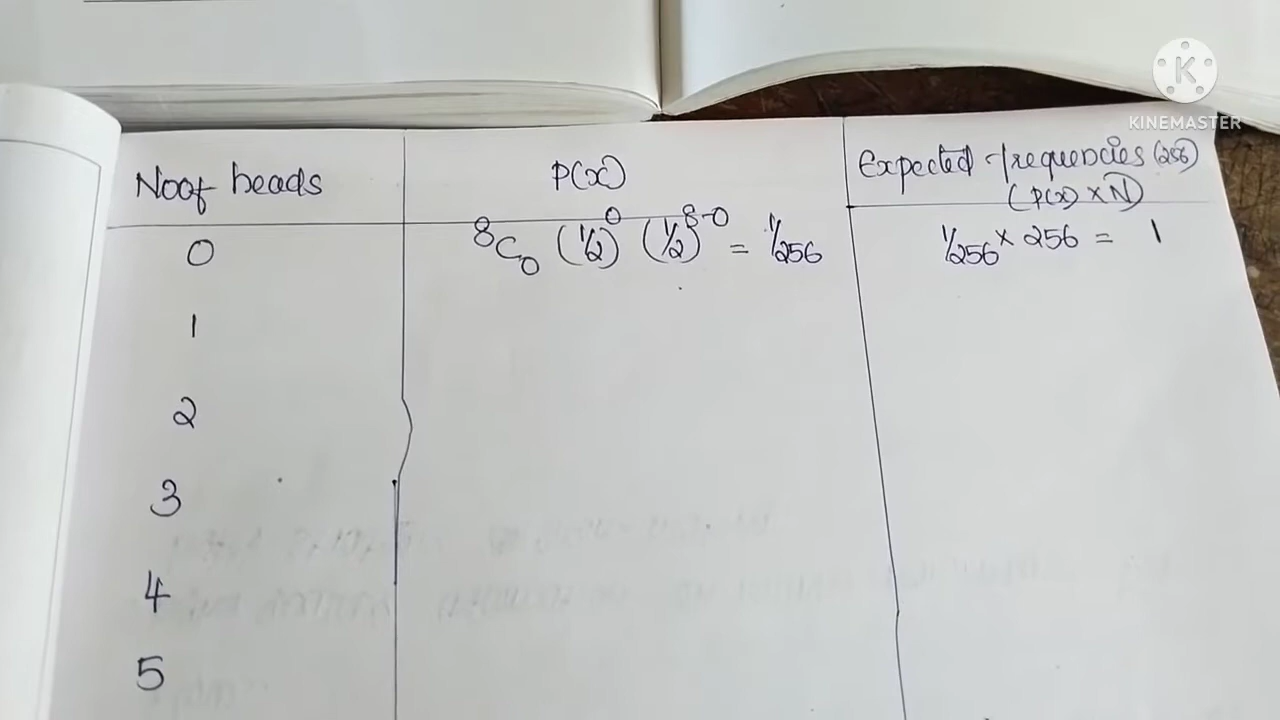 KINEMASTER
No of heads P(x) Expected frequencies (256)
(P(x) × N)
0 ⁸C₀ (1/2)⁰ (1/2)⁸⁻⁰ = 1/256 1/256 × 256 = 1
1
2
3
4
5